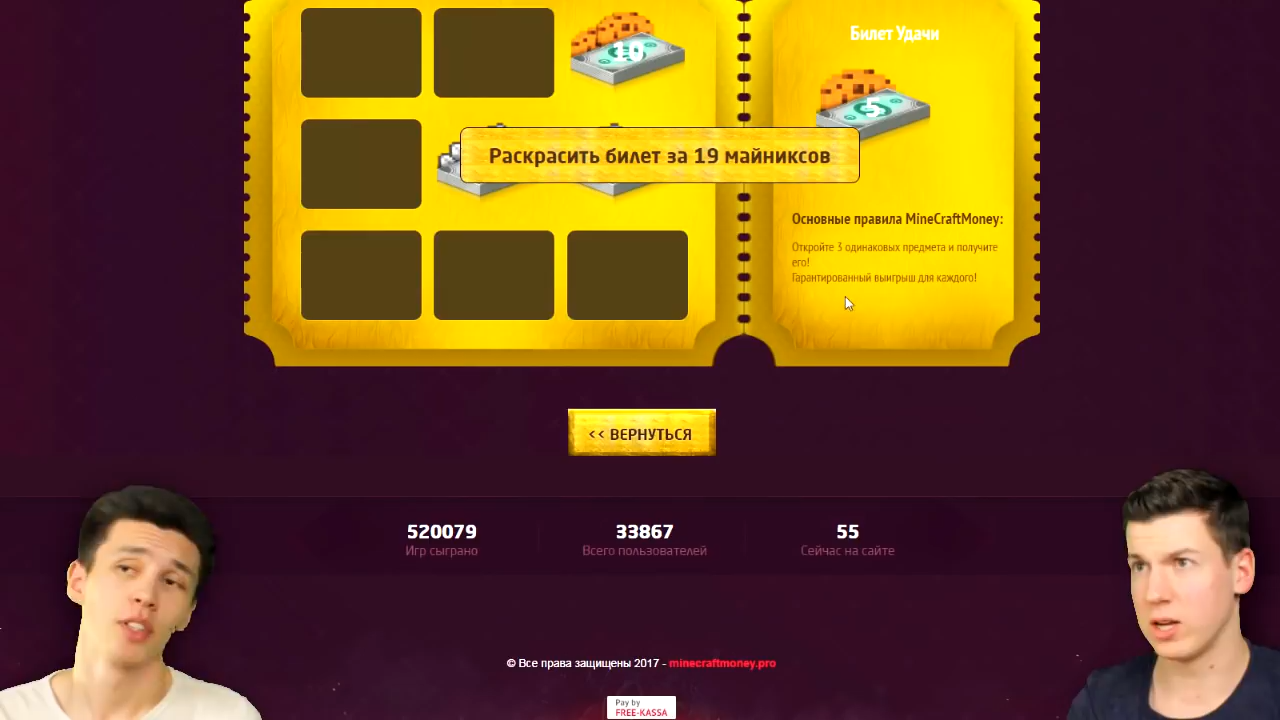 10
Билет Удачи
5
Раскрасить билет за 19 майниксов
Основные правила MineCraftMoney:
Откройте 3 одинаковых предмета и получите
его!
Гарантированный выигрыш для каждого!
<< ВЕРНУТЬСЯ
520079
Игр сыграно
33867
Всего пользователей
55
Сейчас на сайте
© Все права защищены 2017 - minecraftmoney.pro
Pay by
FREE-KASSA